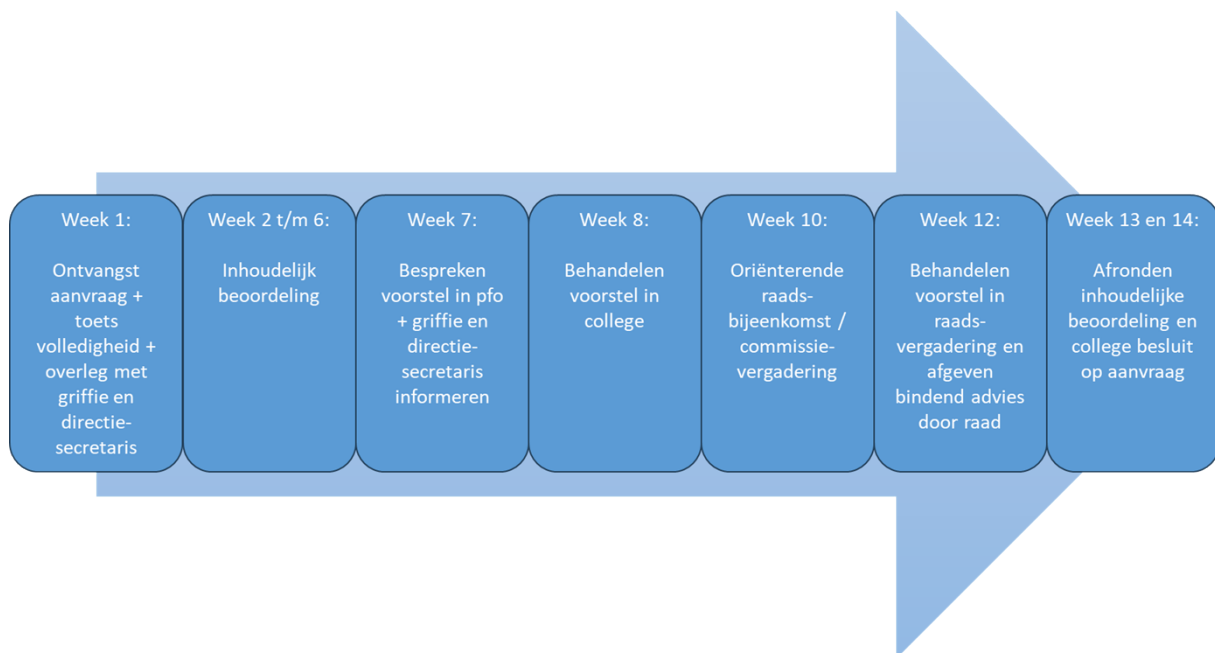 Week 1:
Ontvangst
aanvraag +
toets
volledigheid +
overleg met
griffie en
directie-
secretaris
Week 2 t/m 6:
Inhoudelijk
beoordeling
Week 7:
Bespreken
voorstel in pfo
+ griffie en
directie-
secretaris
informeren
Week 8:
Behandelen
voorstel in
college
Week 10:
Oriënterende
raads-
bijeenkomst /
commissie-
vergadering
Week 12:
Behandelen
voorstel in
raads-
vergadering en
afgeven
bindend advies
door raad
Week 13 en 14:
Afronden
inhoudelijke
beoordeling en
college besluit
op aanvraag